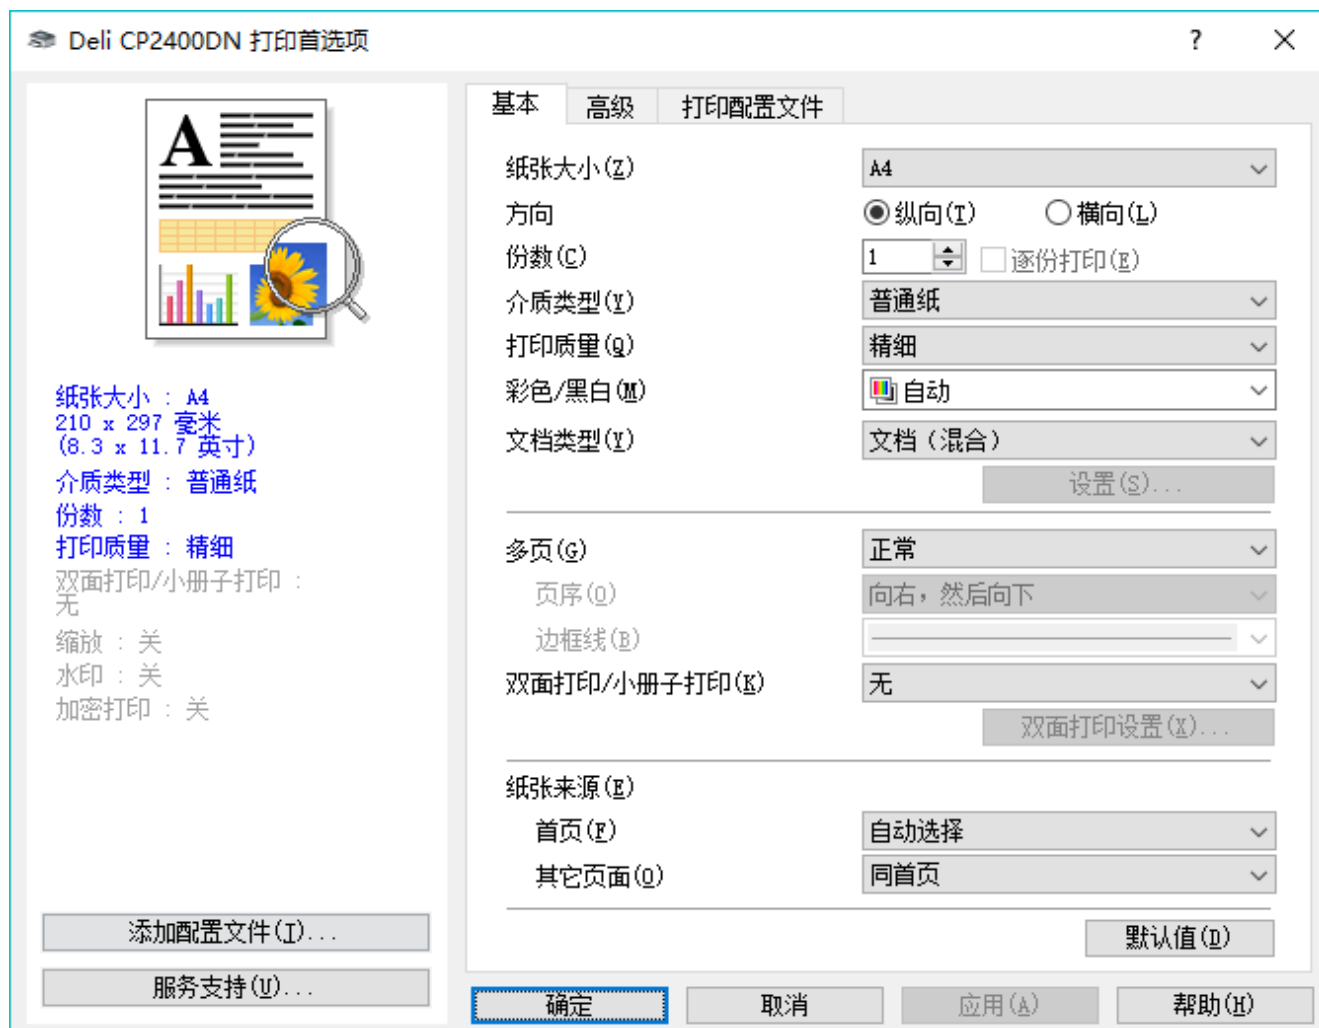 Deli CP2400DN 打印首选项
A
纸张大小 : A4
210 x 297 毫米
(8.3 x 11.7 英寸)
介质类型 : 普通纸
份数 : 1
打印质量 : 精细
双面打印/小册子打印 :
无
缩放 : 关
水印 : 关
加密打印 : 关
添加配置文件(I)...
服务支持(U)...
基本 高级 打印配置文件
纸张大小(Z) A4
方向 纵向(T) 横向(L)
份数(C) 1 逐份打印(E)
介质类型(Y) 普通纸
打印质量(Q) 精细
彩色/黑白(M) 自动
文档类型(Y) 文档（混合）
设置(S)...
多页(G) 正常
页序(O) 向右，然后向下
边框线(B)
双面打印/小册子打印(K) 无
双面打印设置(X)...
纸张来源(E)
首页(F) 自动选择
其它页面(O) 同首页
默认值(D)
确定 取消 应用(A) 帮助(H)